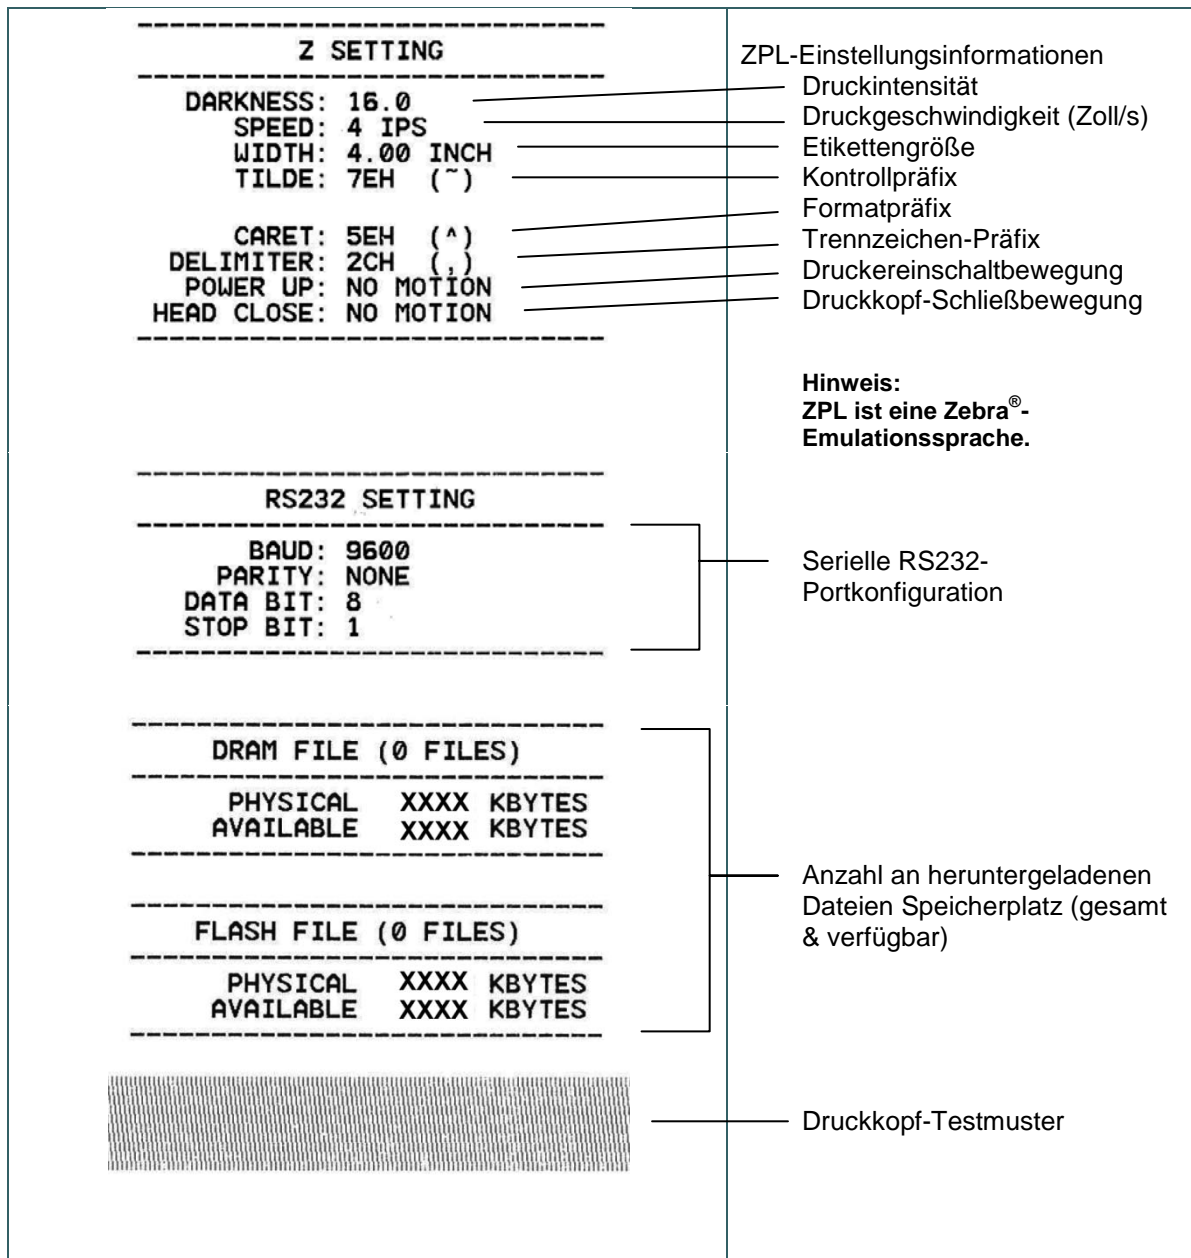 Z SETTING
DARKNESS: 16.0
SPEED: 4 IPS
WIDTH: 4.00 INCH
TILDE: 7EH (~)
CARET: 5EH (^)
DELIMITER: 2CH (,)
POWER UP: NO MOTION
HEAD CLOSE: NO MOTION
ZPL-Einstellungsinformationen
Druckintensität
Druckgeschwindigkeit (Zoll/s)
Etikettengröße
Kontrollpräfix
Formatpräfix
Trennzeichen-Präfix
Druckereinschaltbewegung
Druckkopf-Schließbewegung
Hinweis:
ZPL ist eine Zebra®-
Emulationssprache.
RS232 SETTING
BAUD: 9600
PARITY: NONE
DATA BIT: 8
STOP BIT: 1
Serielle RS232-
Portkonfiguration
DRAM FILE (0 FILES)
PHYSICAL XXXX KBYTES
AVAILABLE XXXX KBYTES
FLASH FILE (0 FILES)
PHYSICAL XXXX KBYTES
AVAILABLE XXXX KBYTES
Anzahl an heruntergeladenen
Dateien Speicherplatz (gesamt
& verfügbar)
Druckkopf-Testmuster